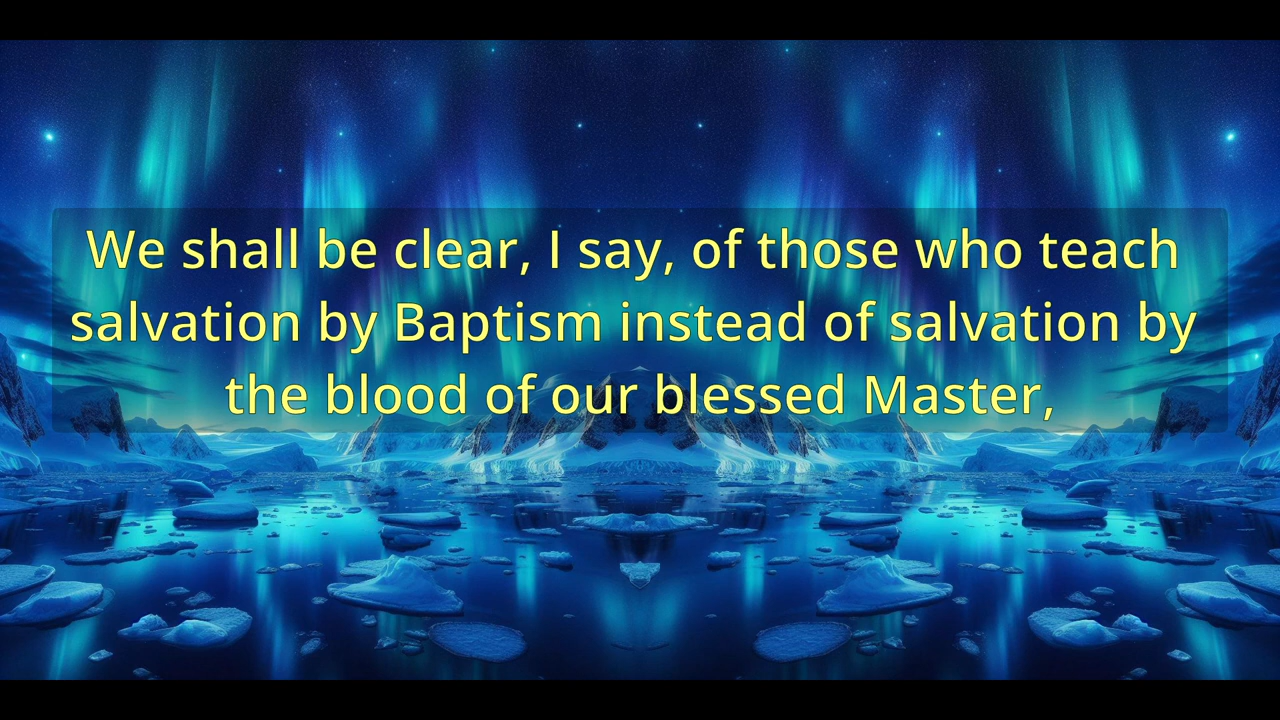 We shall be clear, I say, of those who teach
salvation by Baptism instead of salvation by
the blood of our blessed Master,